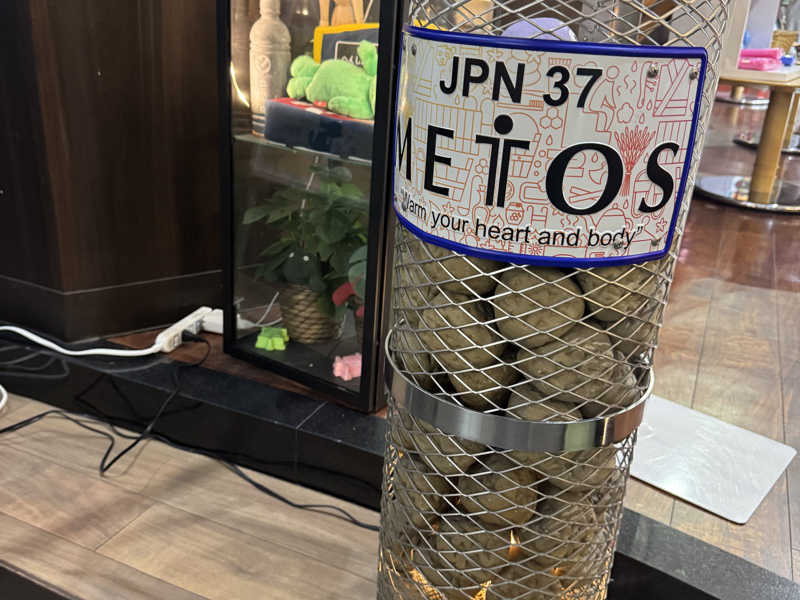 JPN 37
METOS
"Warm your heart and body"